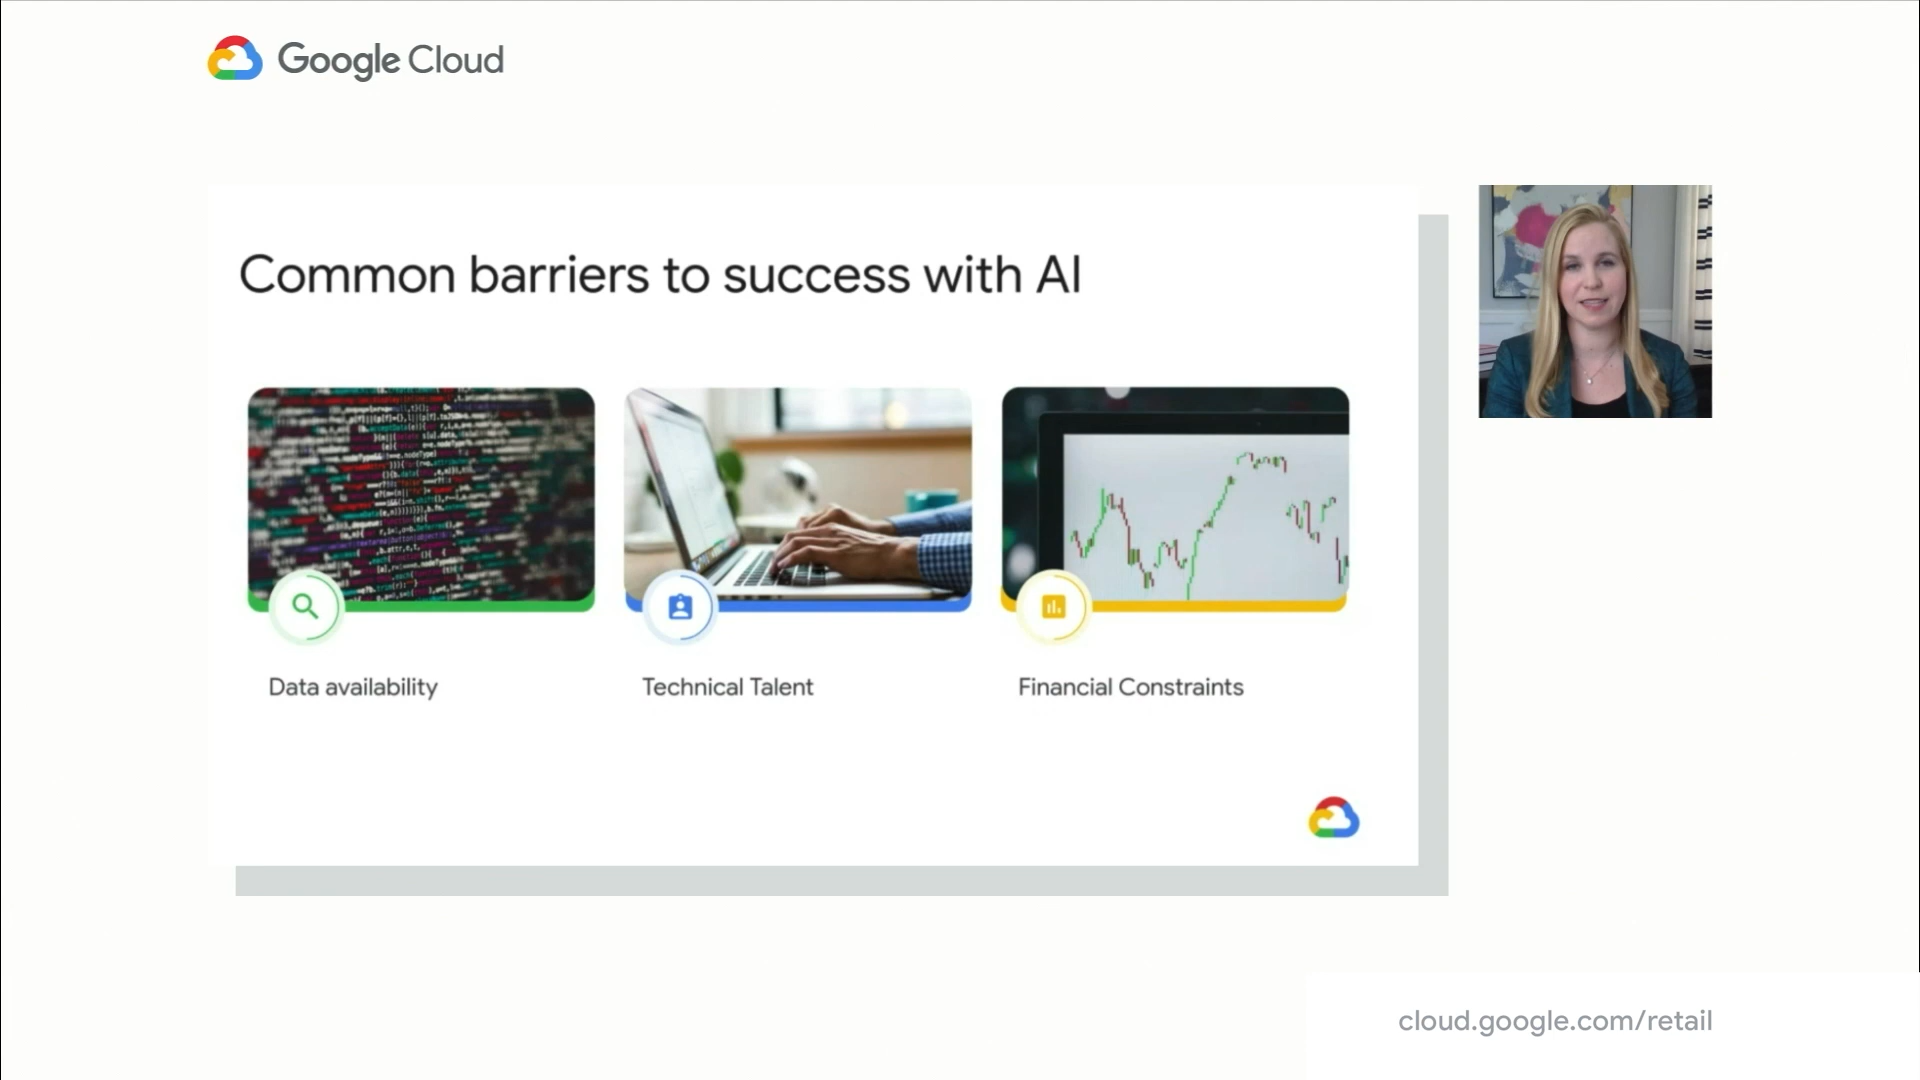 Google Cloud
Common barriers to success with AI
Data availability
Technical Talent
Financial Constraints
cloud.google.com/retail